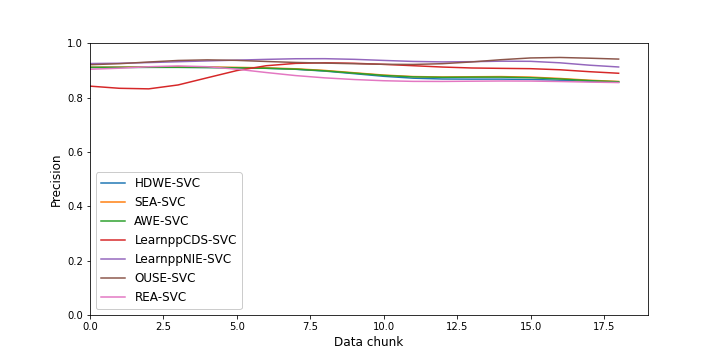 1.0
0.8
0.6
0.4
0.2
0.0
Precision
HDWE-SVC
SEA-SVC
AWE-SVC
LearnppCDS-SVC
LearnppNIE-SVC
OUSE-SVC
REA-SVC
0.0 2.5 5.0 7.5 10.0 12.5 15.0 17.5
Data chunk